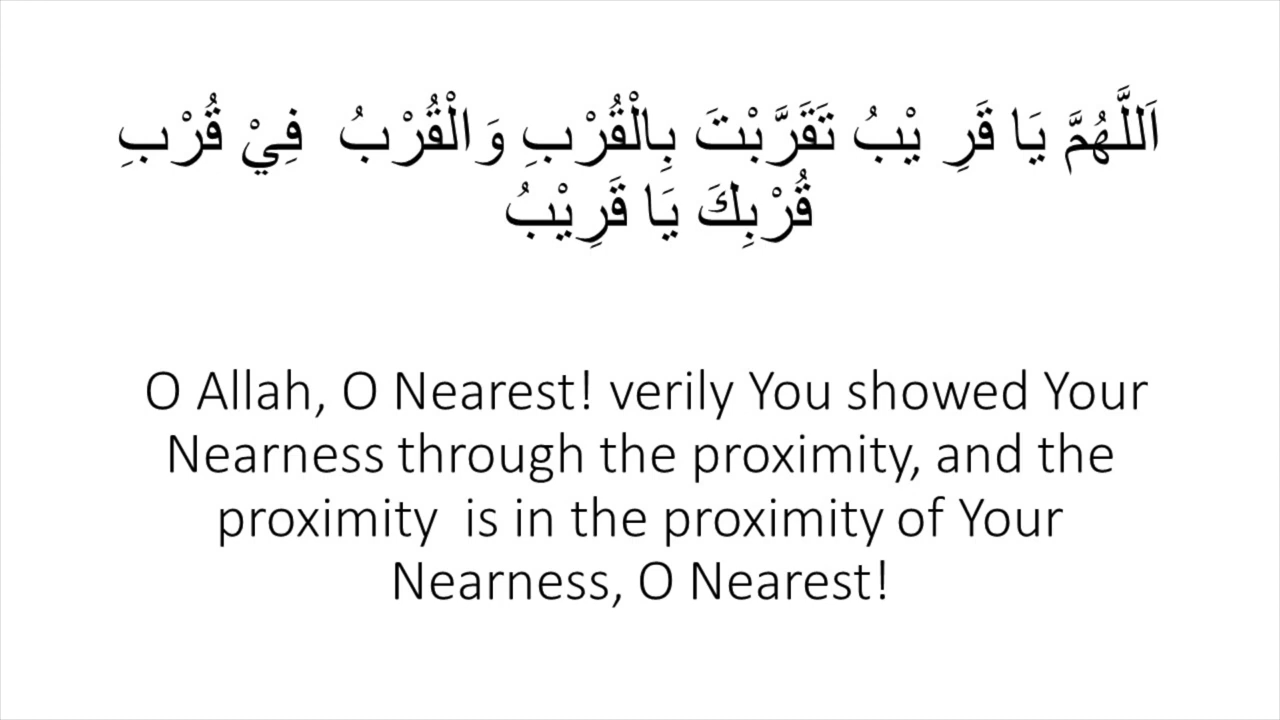 اَللَّهُمَّ يَا قَرِ يْبُ تَقَرَّبْتَ بِالْقُرْبِ وَالْقُرْبُ  فِيْ قُرْبِ
قُرْبِكَ يَا قَرِيْبُ
O Allah, O Nearest! verily You showed Your
Nearness through the proximity, and the
proximity  is in the proximity of Your
Nearness, O Nearest!